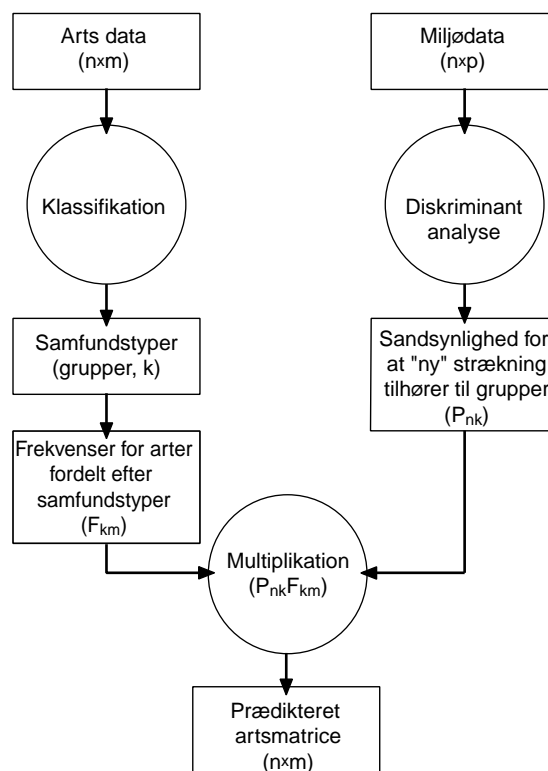 Arts data
(n×m)
Klassifikation
Samfundstyper
(grupper, k)
Frekvenser for arter
fordelt efter
samfundstyper
(Fkm)
Miljødata
(n×p)
Diskriminant
analyse
Sandsynlighed for
at "ny" strækning
tilhører til grupper
(Pnk)
Multiplikation
(PnkFkm)
Prædikteret
artsmatrice
(n×m)